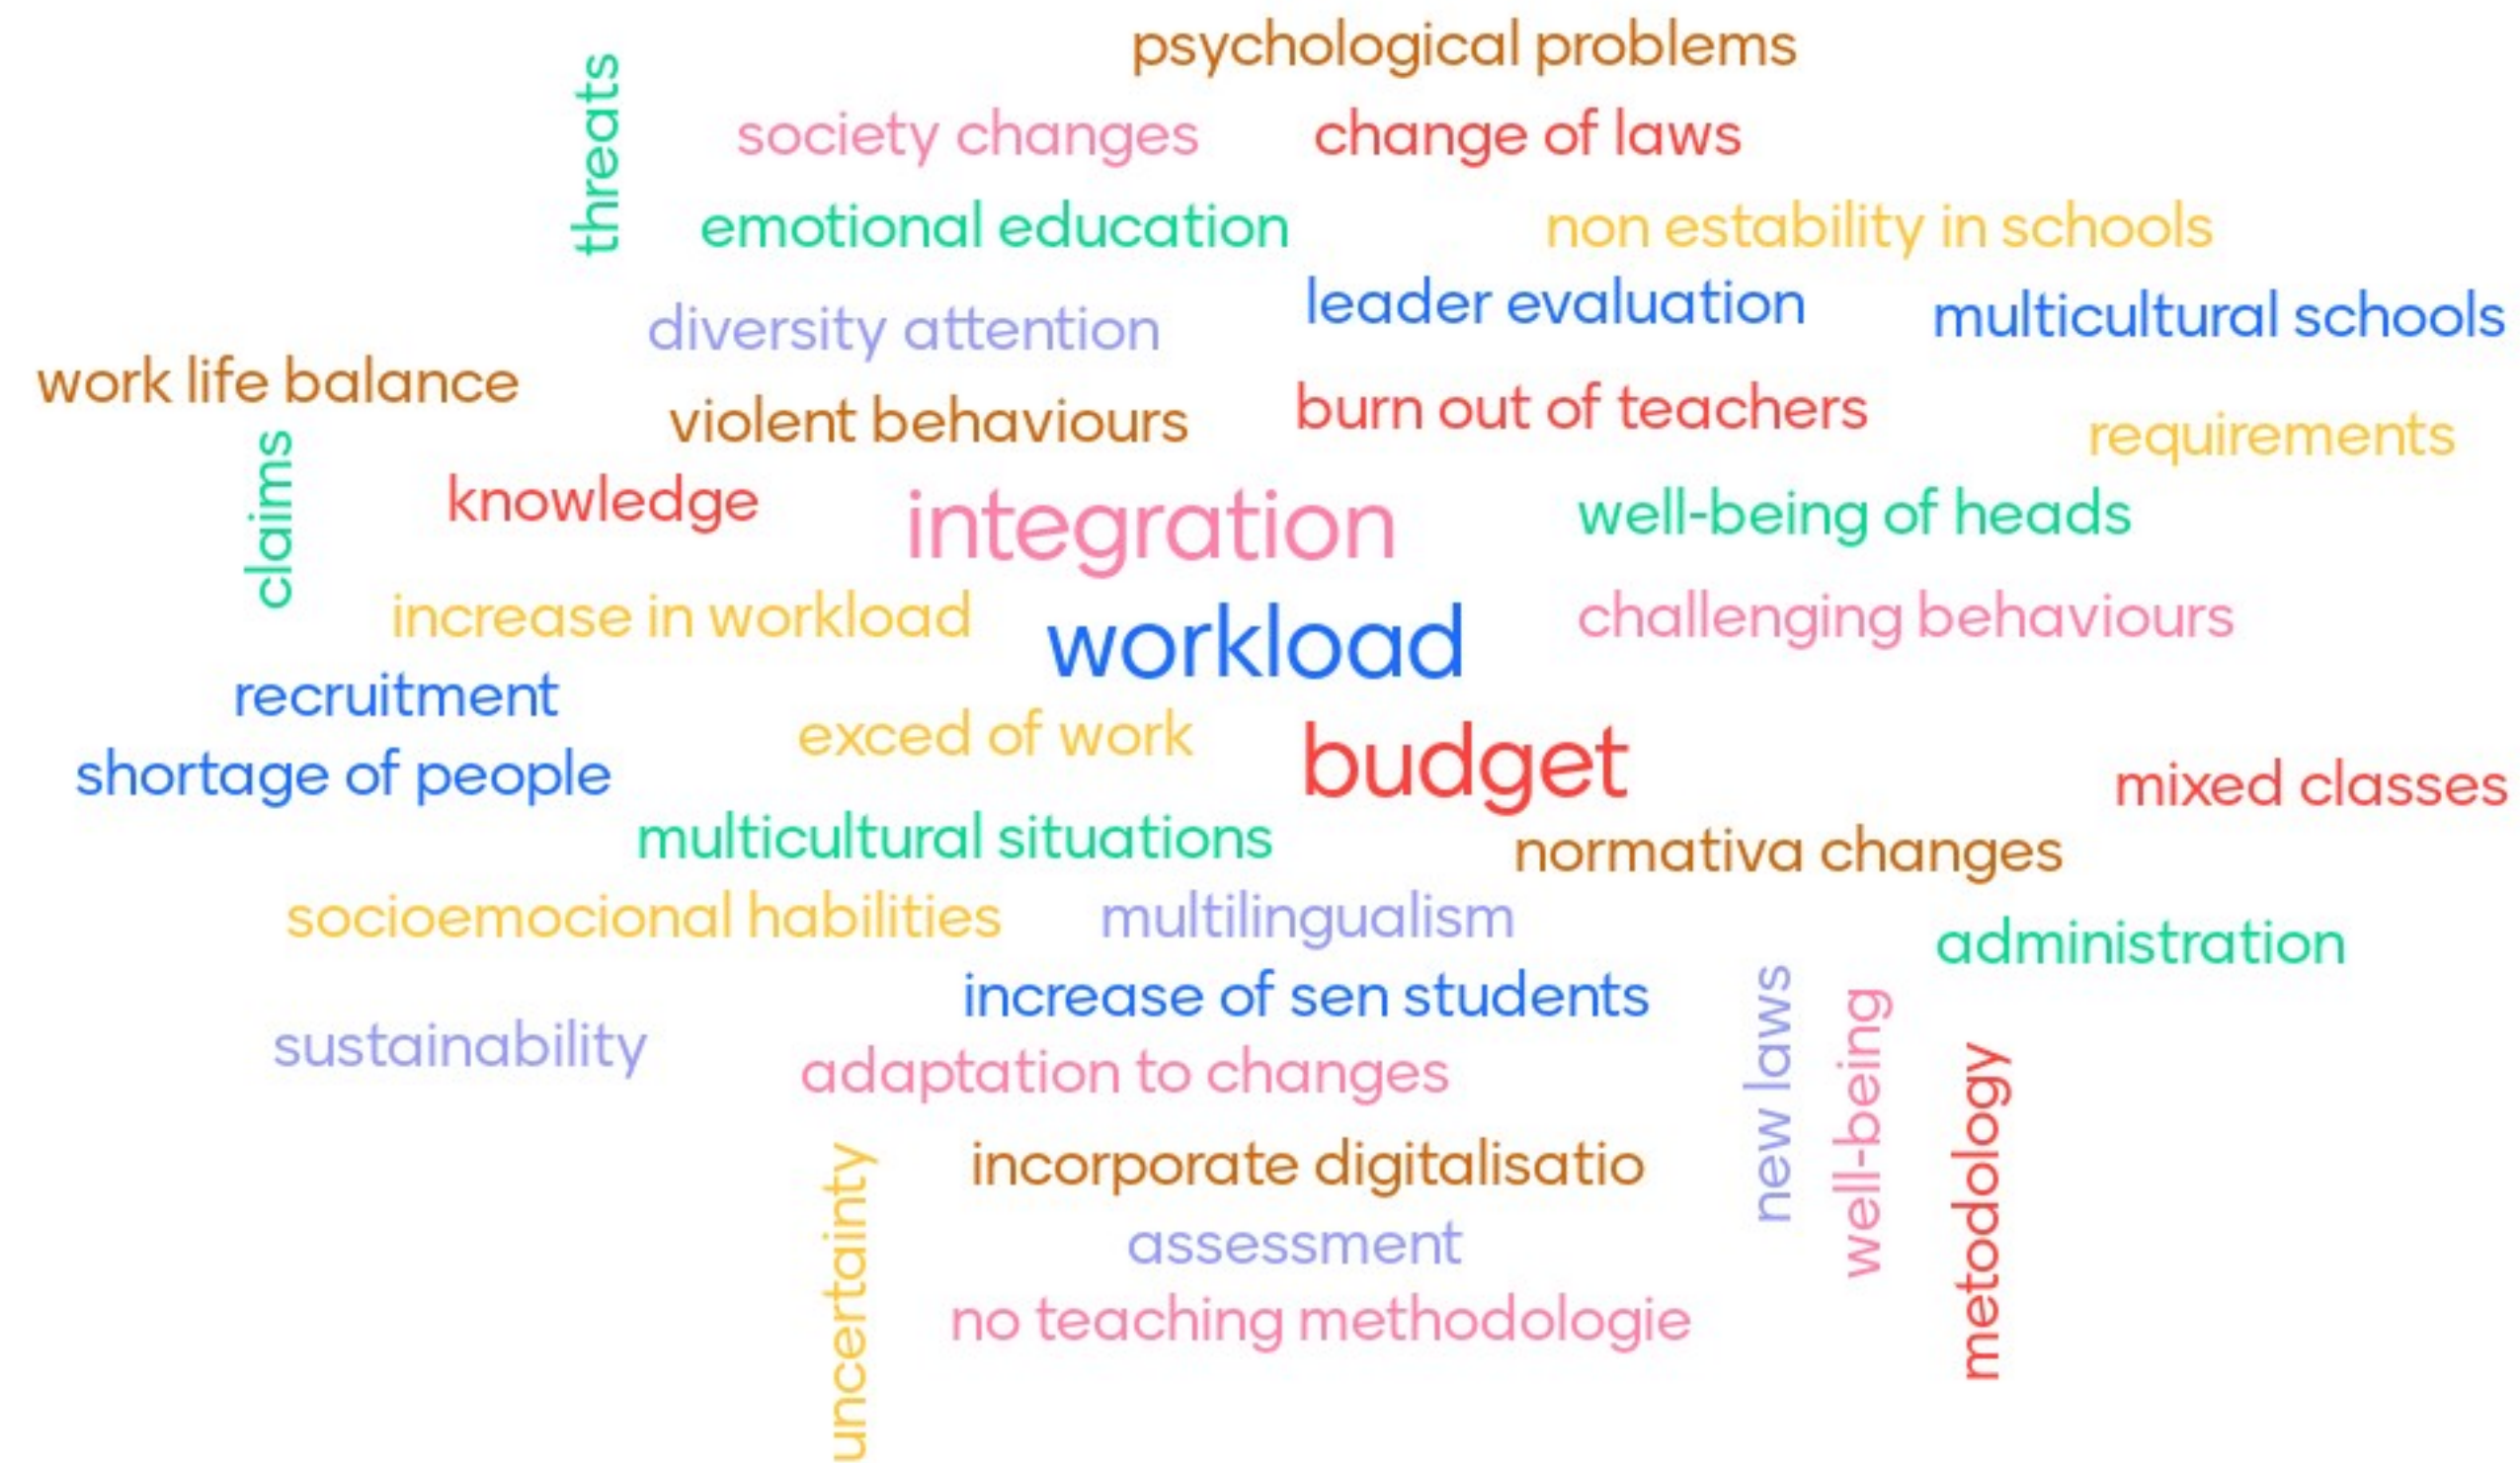 psychological problems
threats
society changes
change of laws
emotional education
non estability in schools
leader evaluation
multicultural schools
diversity attention
work life balance
violent behaviours
burn out of teachers
requirements
claims
knowledge
integration
well-being of heads
increase in workload
workload
challenging behaviours
recruitment
exced of work
budget
shortage of people
mixed classes
multicultural situations
normativa changes
socioemocional habilities
multilingualism
administration
increase of sen students
new laws
well-being
sustainability
adaptation to changes
metodology
uncertainty
incorporate digitalisatio
assessment
no teaching methodologie